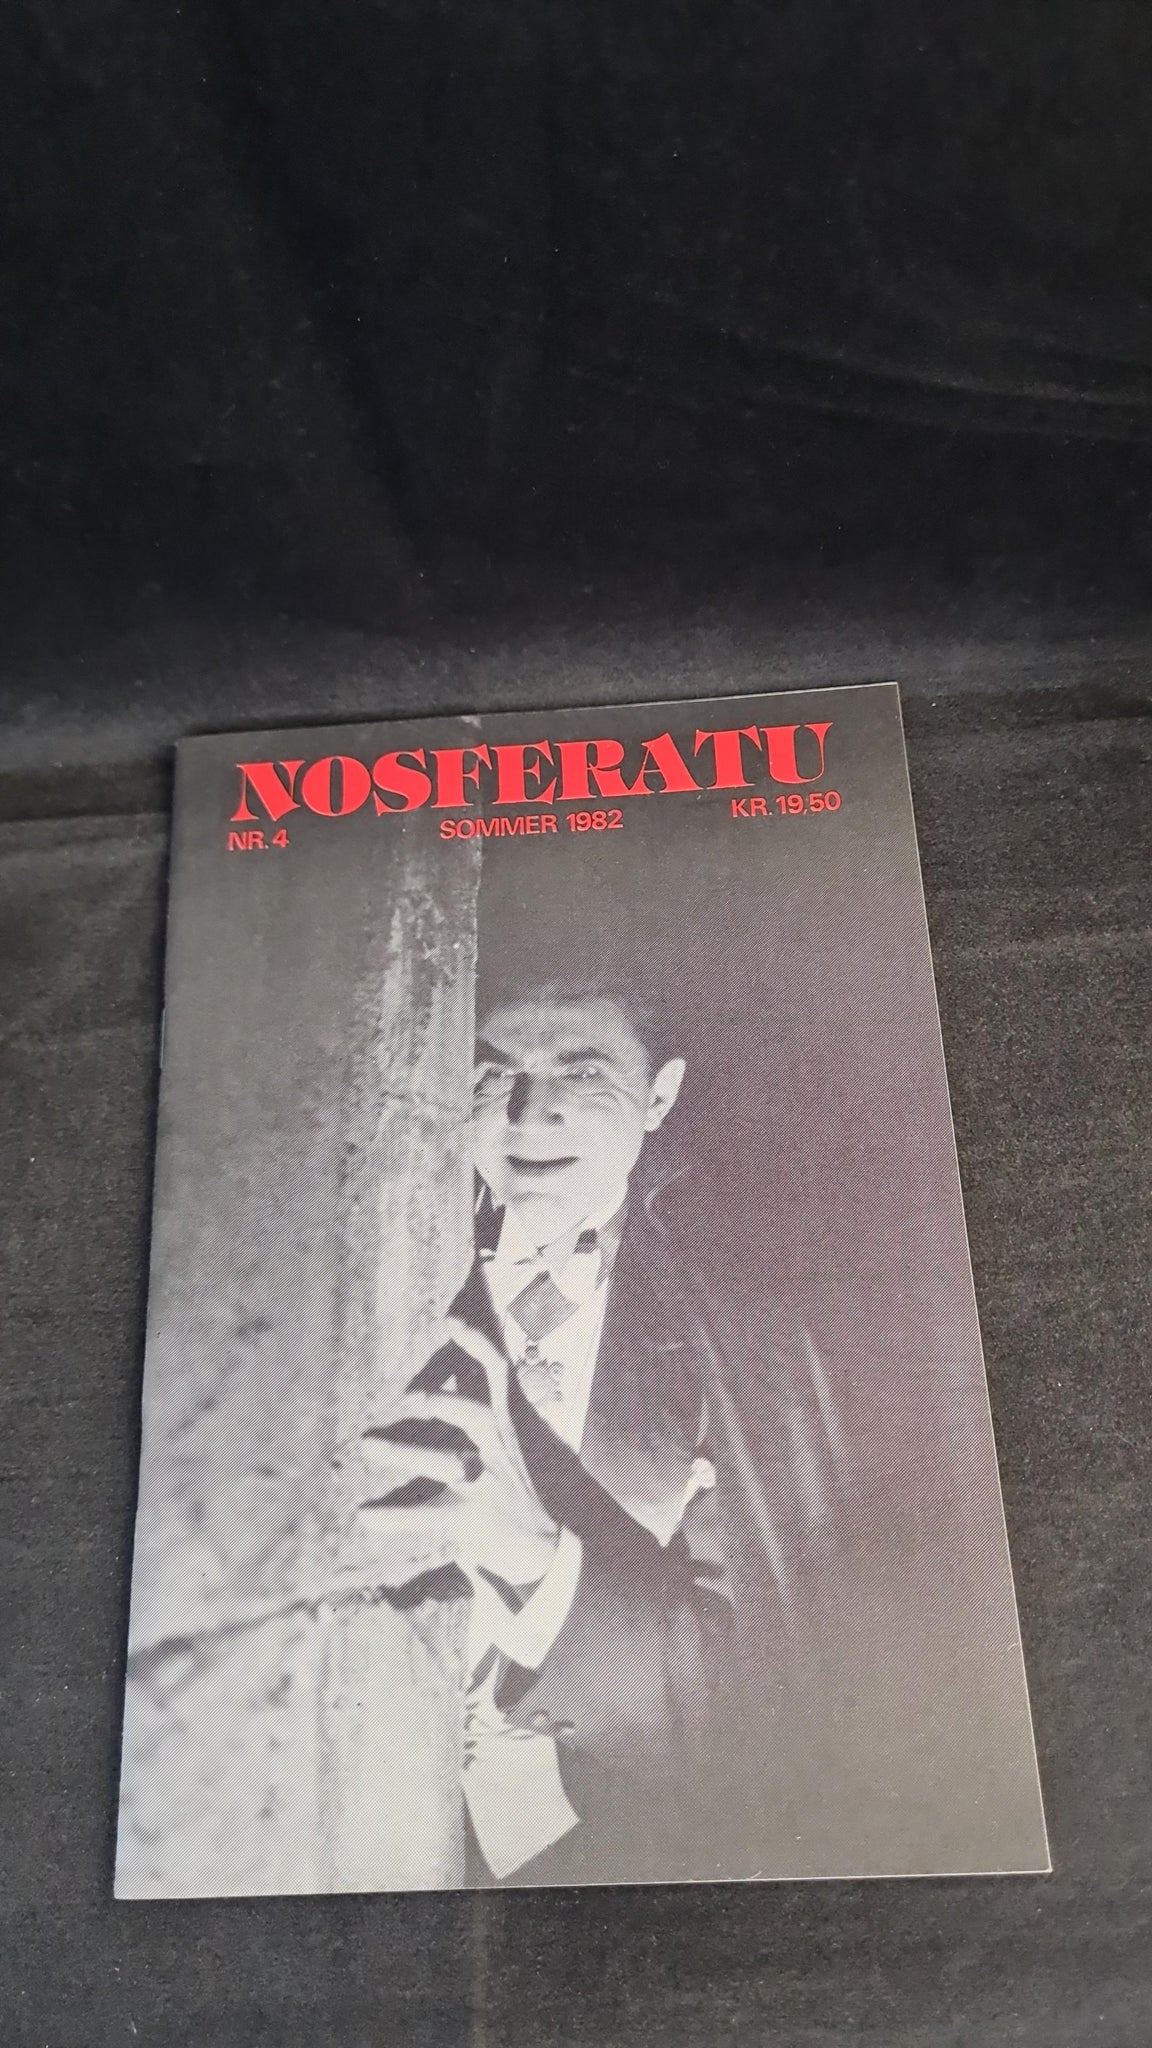 NOSFERATU
NR. 4 SOMMER 1982 KR. 19,50